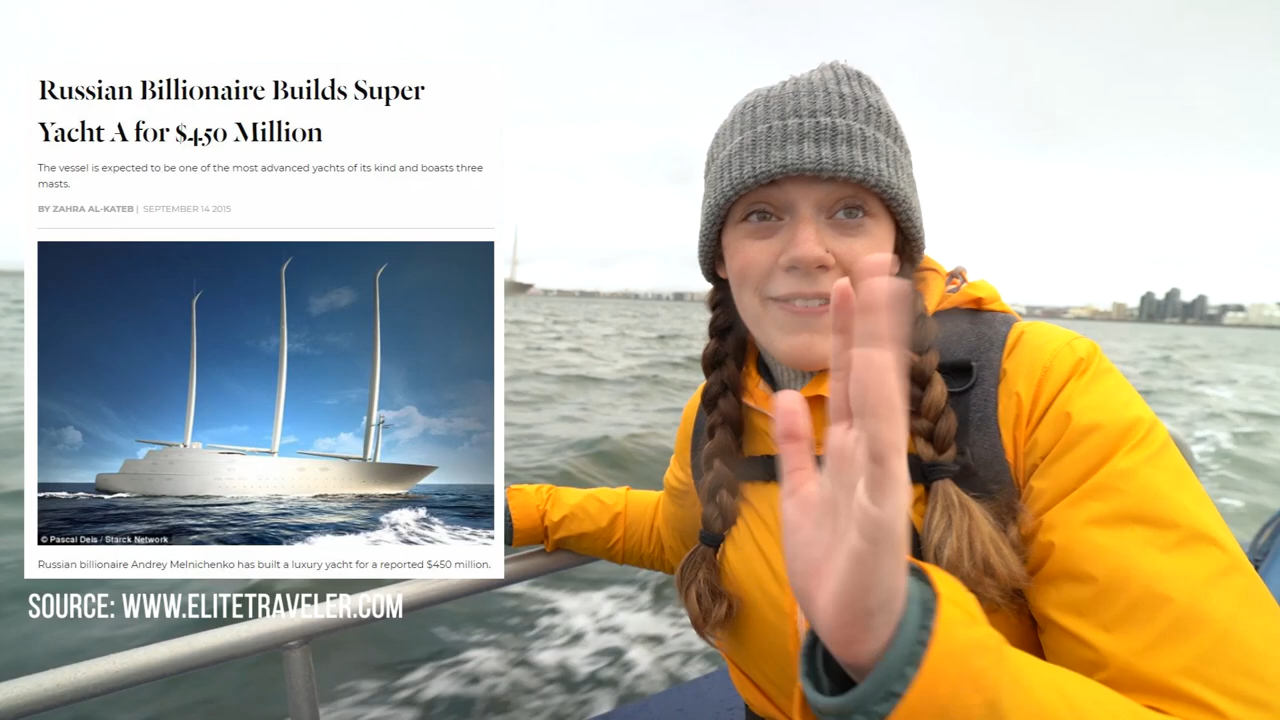 Russian Billionaire Builds Super
Yacht A for $450 Million
The vessel is expected to be one of the most advanced yachts of its kind and boasts three
masts.
BY ZAHRA AL-KATEB | SEPTEMBER 14 2015
© Pascal Deis / Starck Network
Russian billionaire Andrey Melnichenko has built a luxury yacht for a reported $450 million.
SOURCE: WWW.ELITETRAVELER.COM